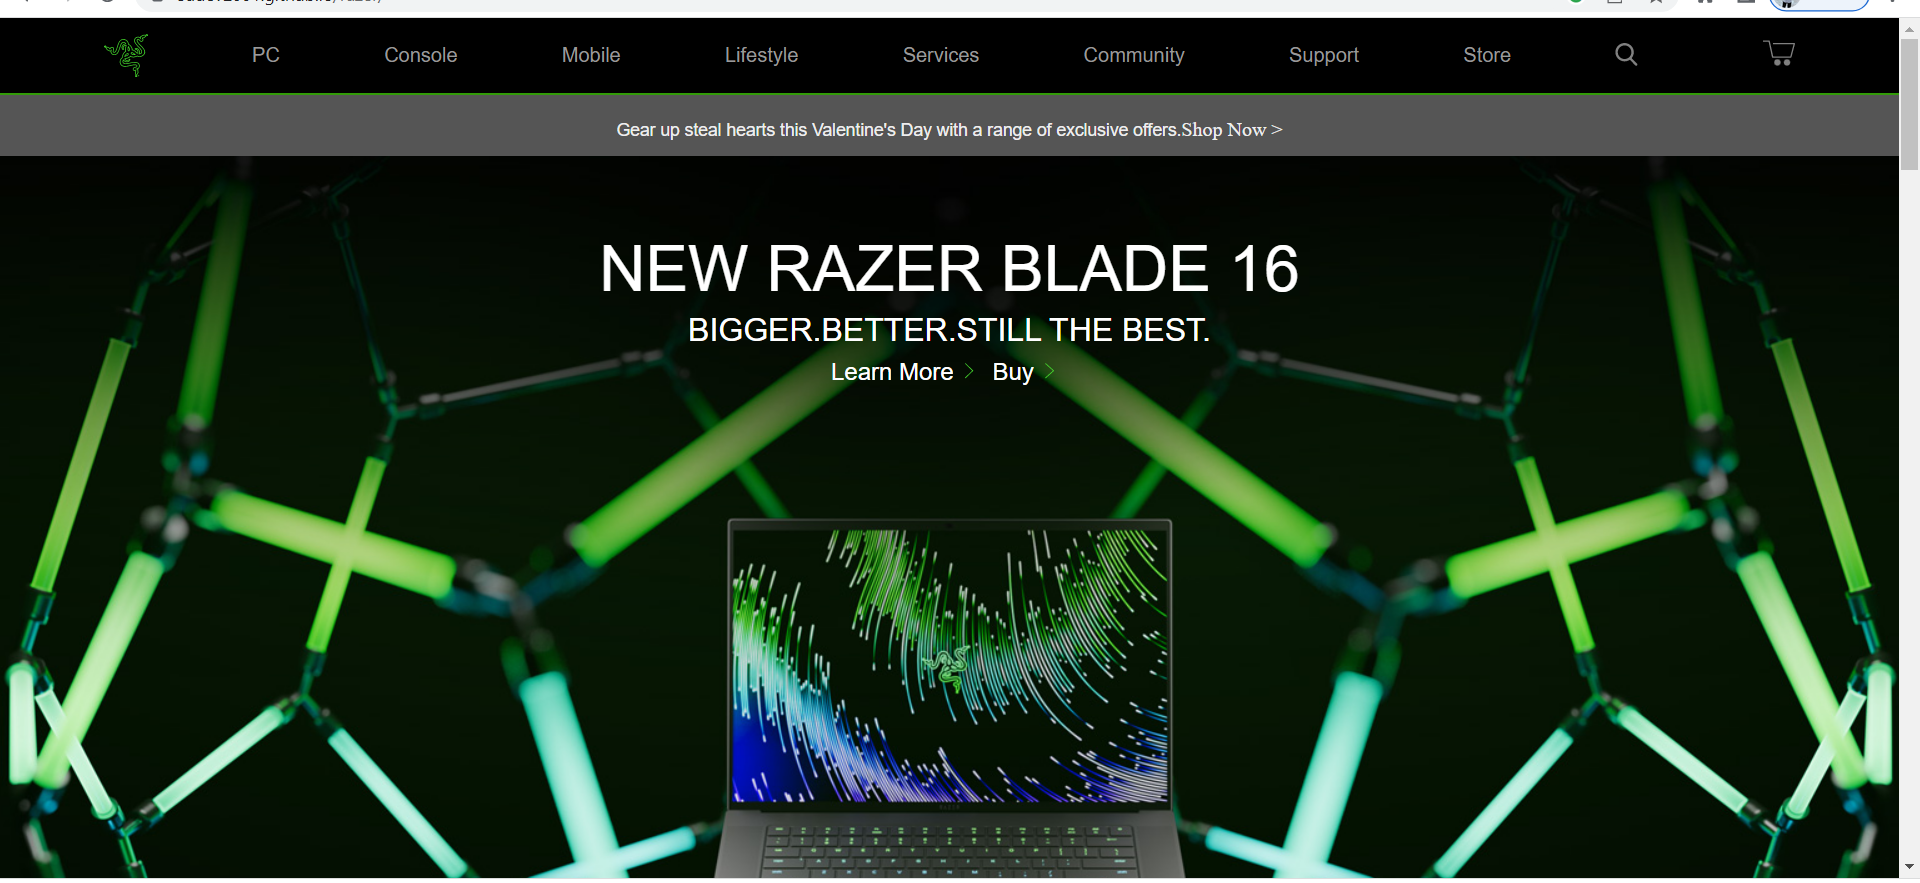 PC Console Mobile Lifestyle Services Community Support Store
Gear up steal hearts this Valentine's Day with a range of exclusive offers.Shop Now >
NEW RAZER BLADE 16
BIGGER.BETTER.STILL THE BEST.
Learn More > Buy >